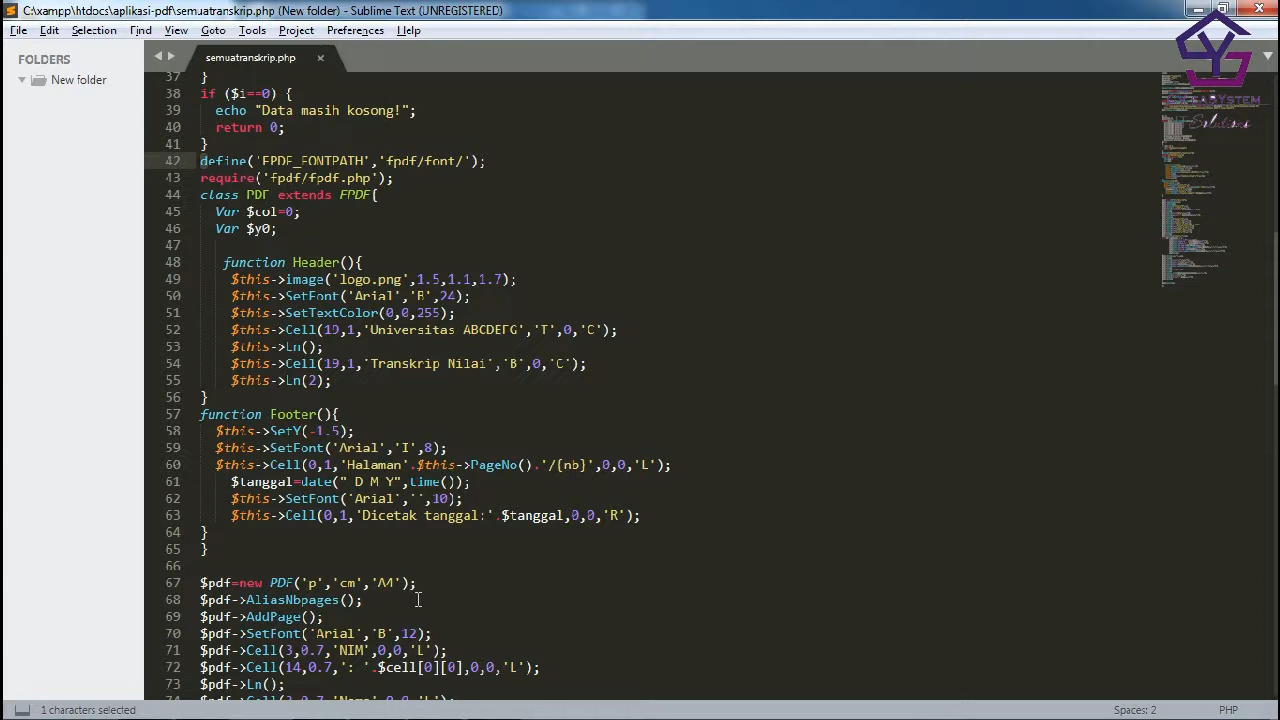 C:\xampp\htdocs\aplikasi-pdf\semuatranskrip.php (New folder) - Sublime Text (UNREGISTERED)
File Edit Selection Find View Goto Tools Project Preferences Help
FOLDERS
New folder
semuatranskrip.php
37 }
38 if ($i==0) {
39 echo "Data masih kosong!";
40 return 0;
41 }
42 define('FPDF_FONTPATH','fpdf/font/');
43 require('fpdf/fpdf.php');
44 class PDF extends FPDF{
45 Var $col=0;
46 Var $y0;
47
48 function Header(){
49 $this->image('logo.png',1.5,1.1,1.7);
50 $this->SetFont('Arial','B',24);
51 $this->SetTextColor(0,0,255);
52 $this->Cell(19,1,'Universitas ABCDEFG','T',0,'C');
53 $this->Ln();
54 $this->Cell(19,1,'Transkrip Nilai','B',0,'C');
55 $this->Ln(2);
56 }
57 function Footer(){
58 $this->SetY(-1.5);
59 $this->SetFont('Arial','I',8);
60 $this->Cell(0,1,'Halaman'.$this->PageNo().'/{nb}',0,0,'L');
61 $tanggal=date(" D M Y",time());
62 $this->SetFont('Arial','',10);
63 $this->Cell(0,1,'Dicetak tanggal:'.$tanggal,0,0,'R');
64 }
65 }
66
67 $pdf=new PDF('p','cm','A4');
68 $pdf->AliasNbpages();
69 $pdf->AddPage();
70 $pdf->SetFont('Arial','B',12);
71 $pdf->Cell(3,0.7,'NIM',0,0,'L');
72 $pdf->Cell(14,0.7,': '.$cell[0][0],0,0,'L');
73 $pdf->Ln();
74 $pdf->Cell(3,0.7,'Nama',0,0,'L');
Solutions
1 characters selected
Spaces: 2
PHP